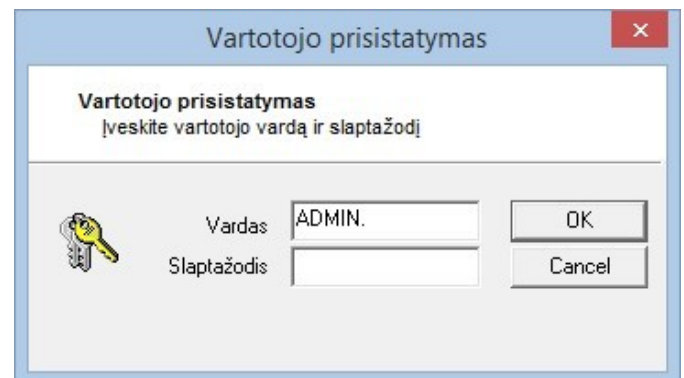 Vartotojo prisistatymas
Vartotojo prisistatymas
Įveskite vartotojo vardą ir slaptažodį
Vardas ADMIN. OK
Slaptažodis Cancel